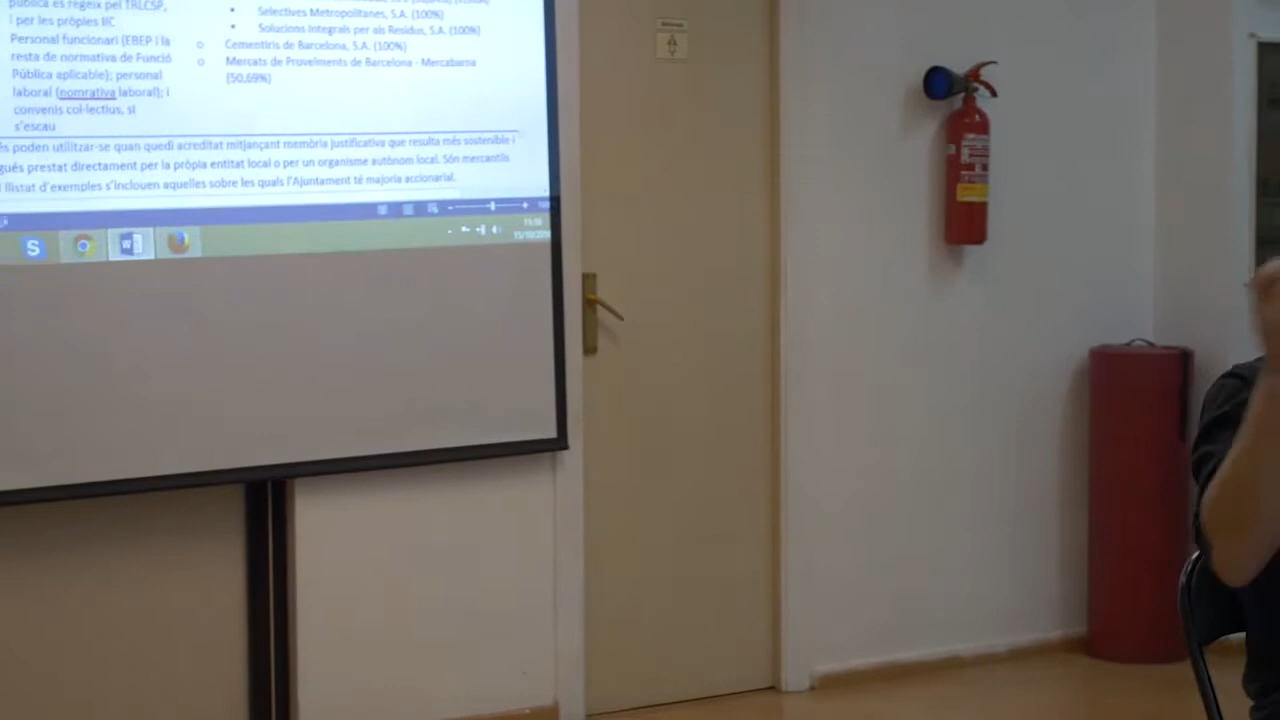 pública es regeix pel TRLCSP,
i per les pròpies IIC
Personal funcionari (EBEP i la
resta de normativa de Funció
Pública aplicable); personal
laboral (nomrativa laboral); i
convenis col·lectius, si
s'escau
Selectives Metropolitanes, S.A. (100%)
Solucions Integrals per als Residus, S.A. (100%)
o Cementiris de Barcelona, S.A. (100%)
o Mercats de Proveïments de Barcelona - Mercabarna
(50,69%)
és poden utilitzar-se quan quedi acreditat mitjançant memòria justificativa que resulta més sostenible i
gués prestat directament per la pròpia entitat local o per un organisme autònom local. Són mercantils
llistat d'exemples s'inclouen aquelles sobre les quals l'Ajuntament té majoria accionarial.
S
W